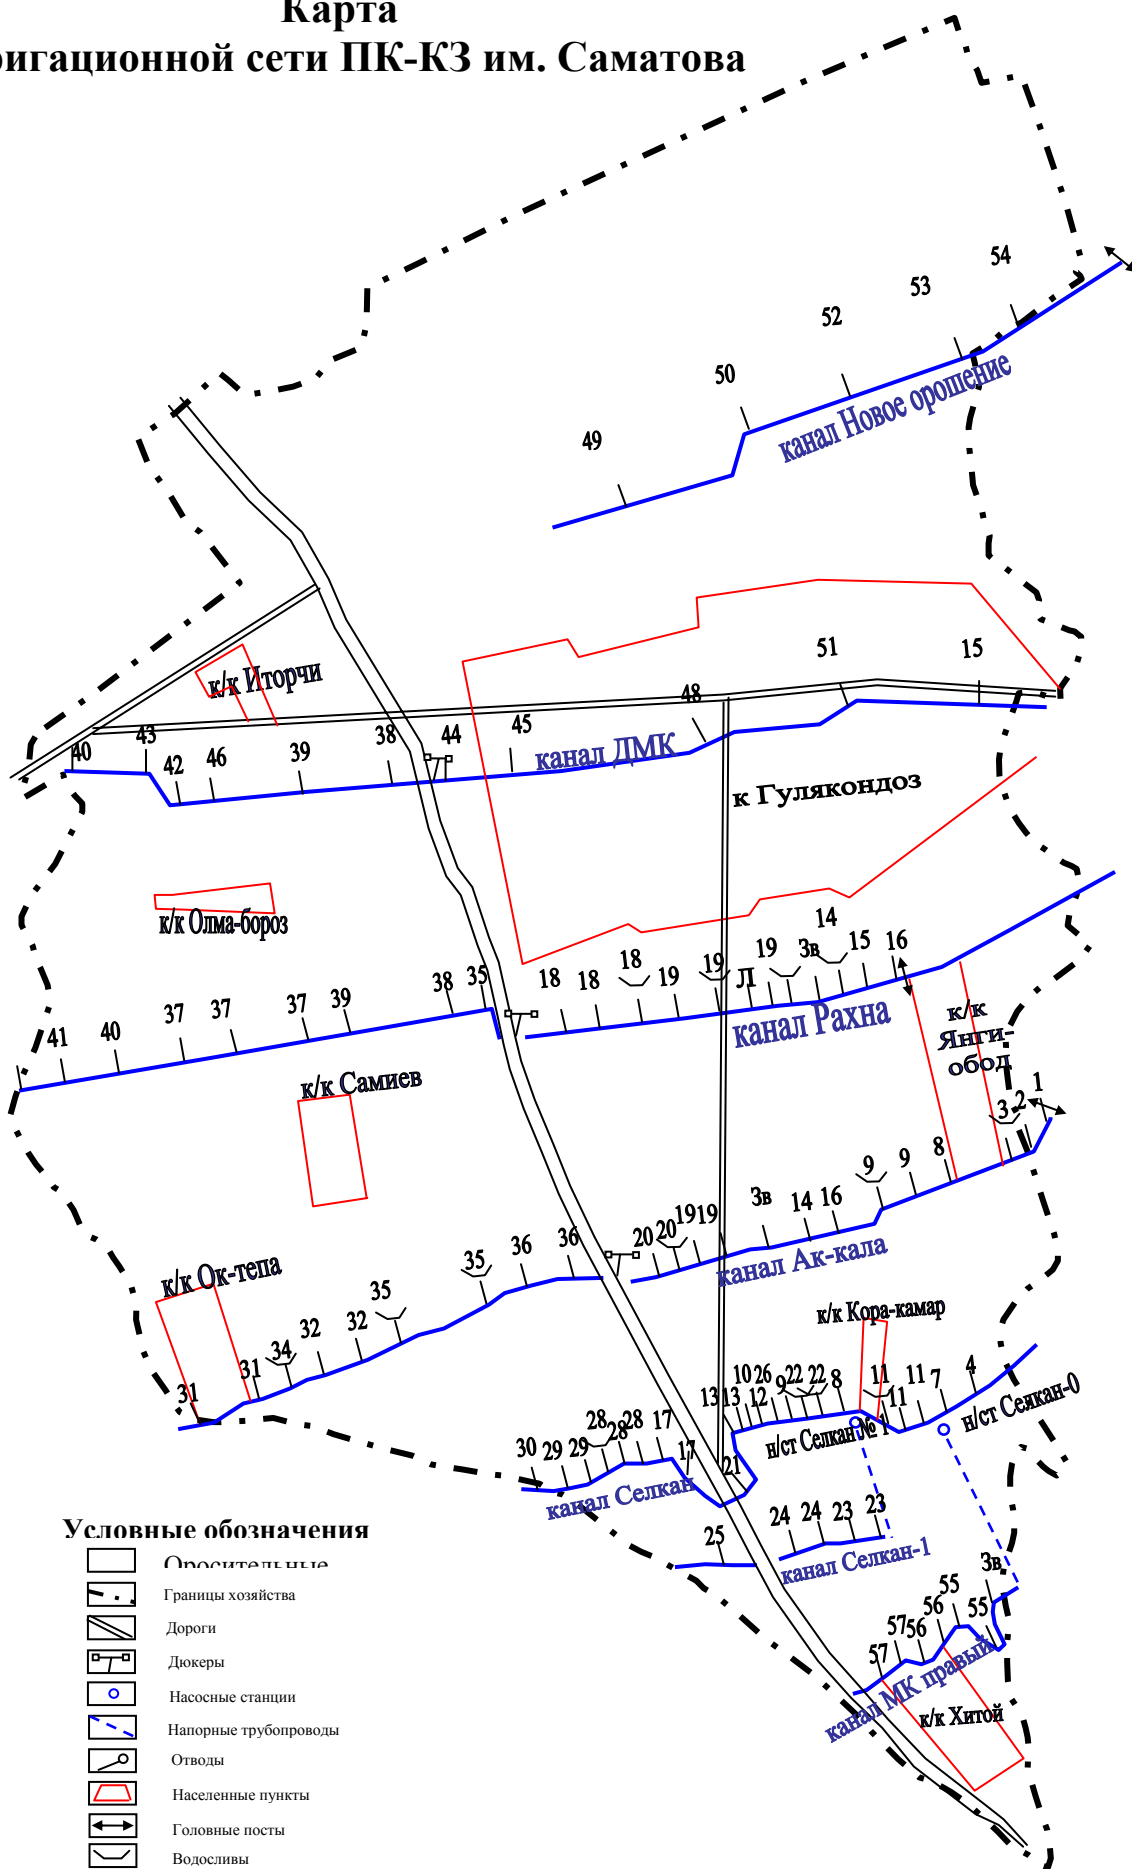 Карта
ригационной сети ПК-КЗ им. Саматова
54
53
52
50
49
канал Новое орошение
51
15
48
к/к Иторчи
40
43
42
46
39
38
44
45
канал ДМК
к Гулякондоз
к/к Олма-бороз
41
40
37
37
37
39
38
35
18
18
18
19
19
Л
19
3в
14
15
16
канал Рахна
к/к
Янги-
обод
к/к Самиев
3
2
1
8
9
9
16
14
3в
19
19
20
20
канал Ак-кала
36
36
35
к/к Ок-тепа
35
32
32
34
31
31
к/к Кора-камар
13
13
10
12
26
9
22
22
8
11
11
11
7
4
н/ст Селкан № 1
н/ст Селкан-0
30
29
29
28
28
28
17
17
21
канал Селкан
25
24
24
23
23
канал Селкан-1
3в
55
55
56
56
57
57
канал МК правый
к/к Хитой
Условные обозначения
Оросительные
Границы хозяйства
Дороги
Дюкеры
Насосные станции
Напорные трубопроводы
Отводы
Населенные пункты
Головные посты
Водосливы